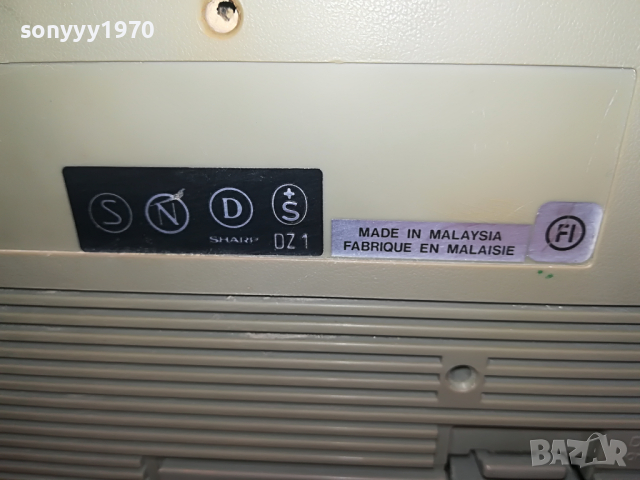 sonyyy1970
S N D +S
SHARP DZ1
MADE IN MALAYSIA
FABRIQUE EN MALAISIE
FI
BAZAR